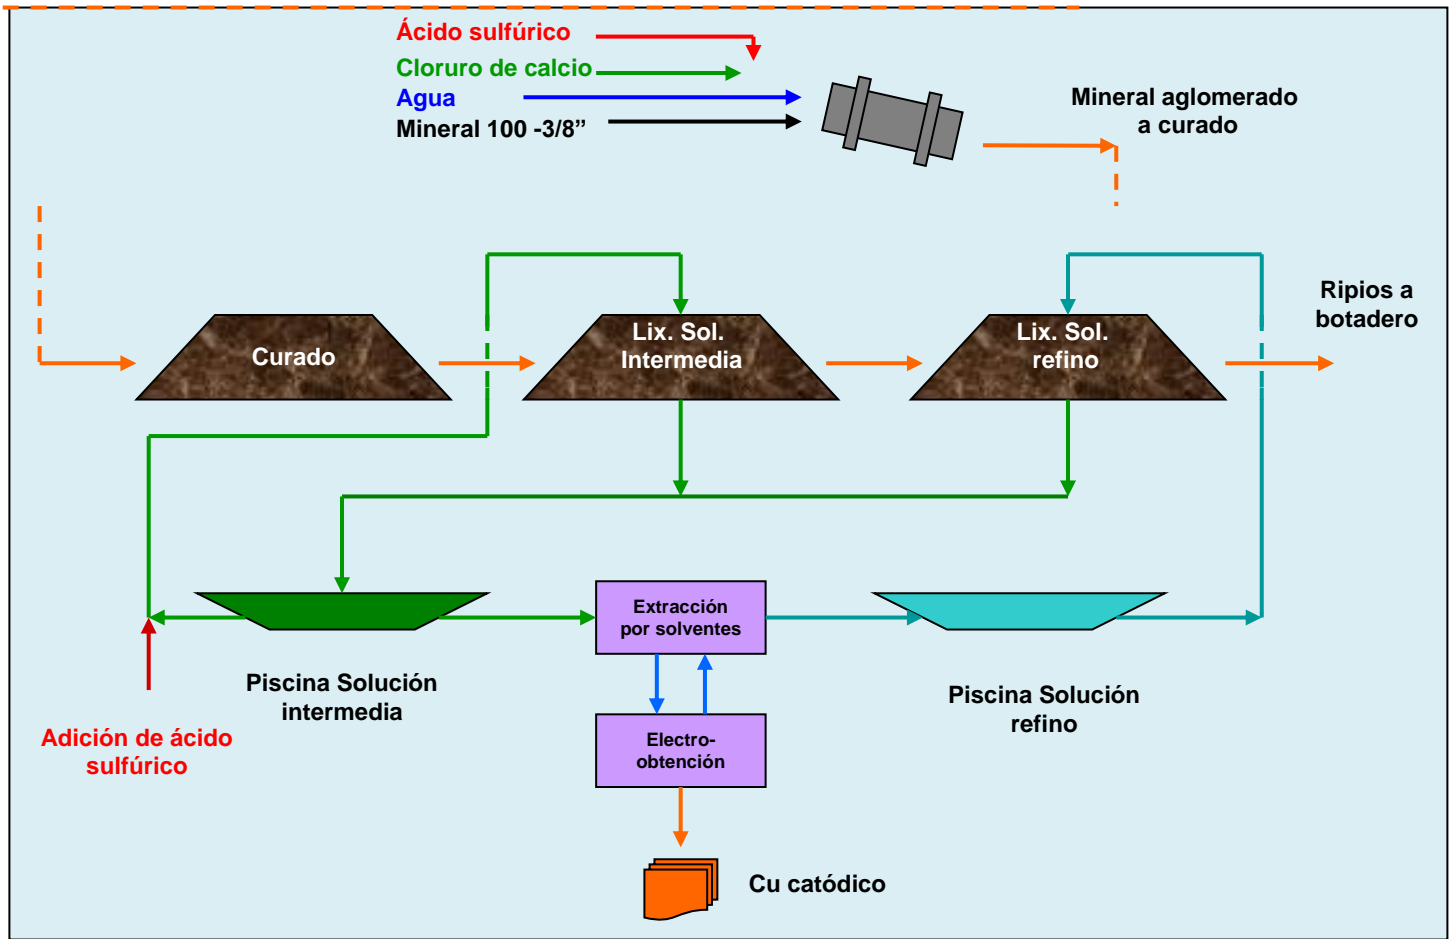 Ácido sulfúrico
Cloruro de calcio
Agua
Mineral 100 -3/8”
Mineral aglomerado
a curado
Ripios a
botadero
Curado
Lix. Sol.
Intermedia
Lix. Sol.
refino
Extracción
por solventes
Piscina Solución
intermedia
Piscina Solución
refino
Adición de ácido
sulfúrico
Electro-
obtención
Cu catódico